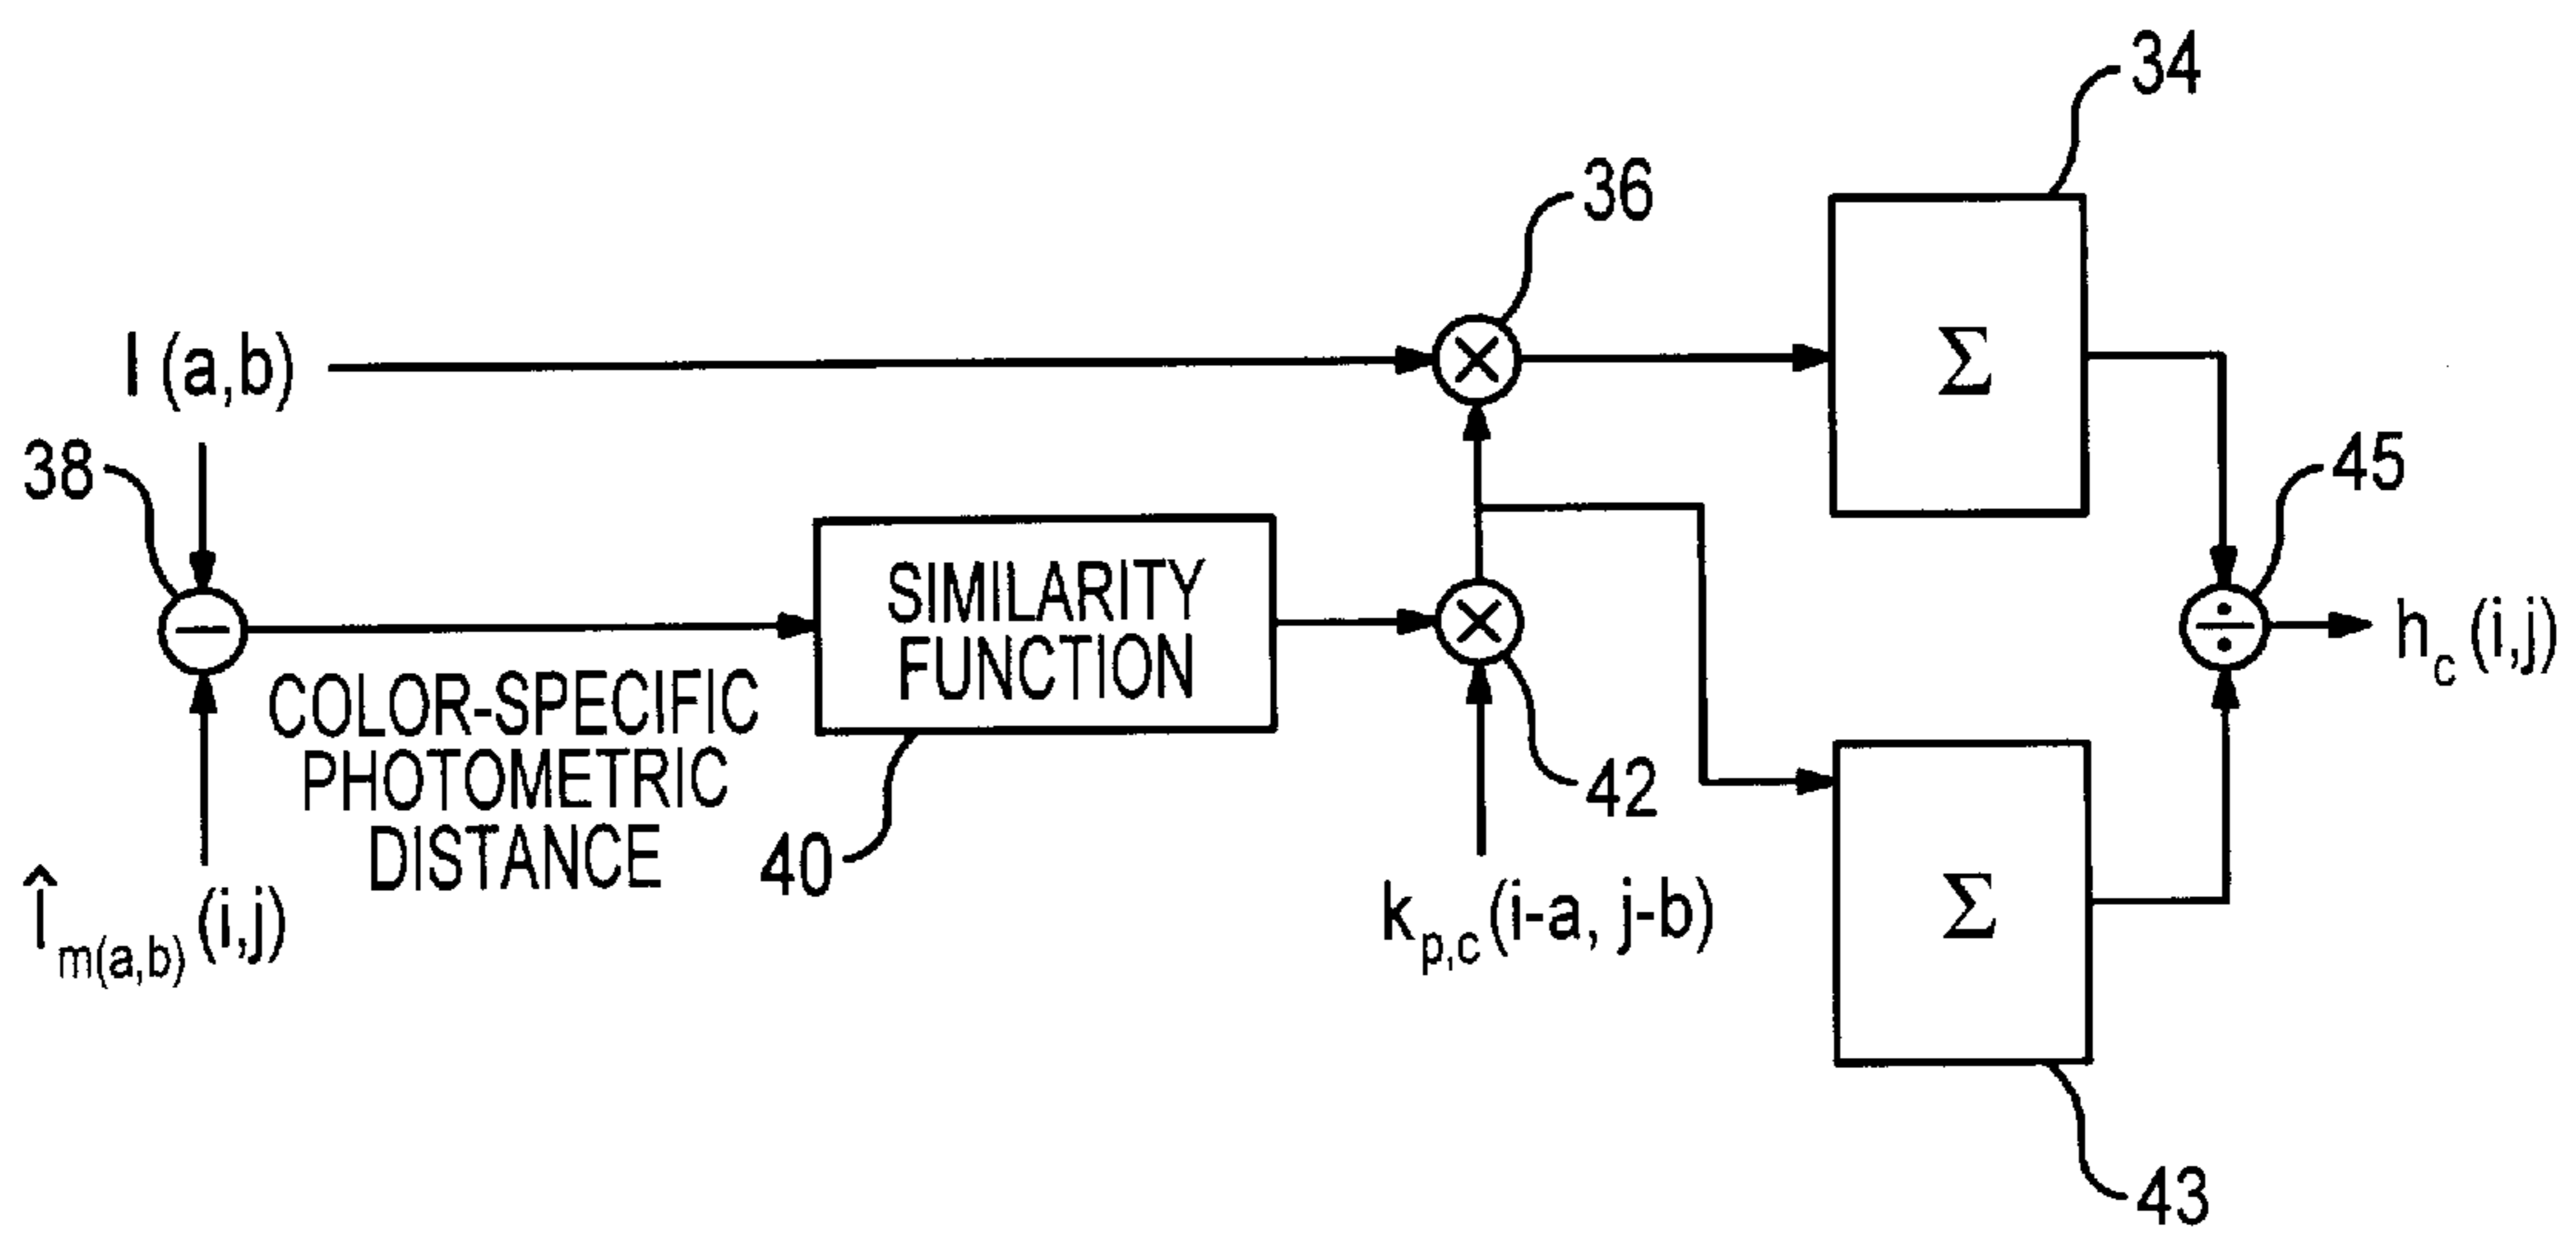 34
36
I (a,b)
Σ
38
45
SIMILARITY
FUNCTION
h_c (i,j)
COLOR-SPECIFIC
PHOTOMETRIC
DISTANCE
42
40
Î_m(a,b) (i,j)
k_p,c (i-a, j-b)
Σ
43